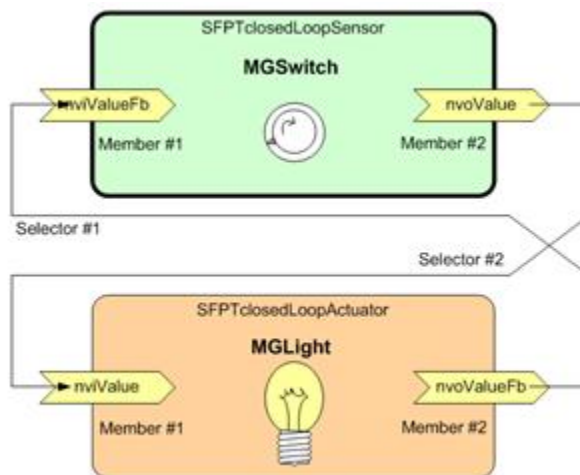 SFPTclosedLoopSensor
MGSwitch
nviValueFb
nvoValue
Member #1
Member #2
Selector #1
Selector #2
SFPTclosedLoopActuator
MGLight
nviValue
nvoValueFb
Member #1
Member #2